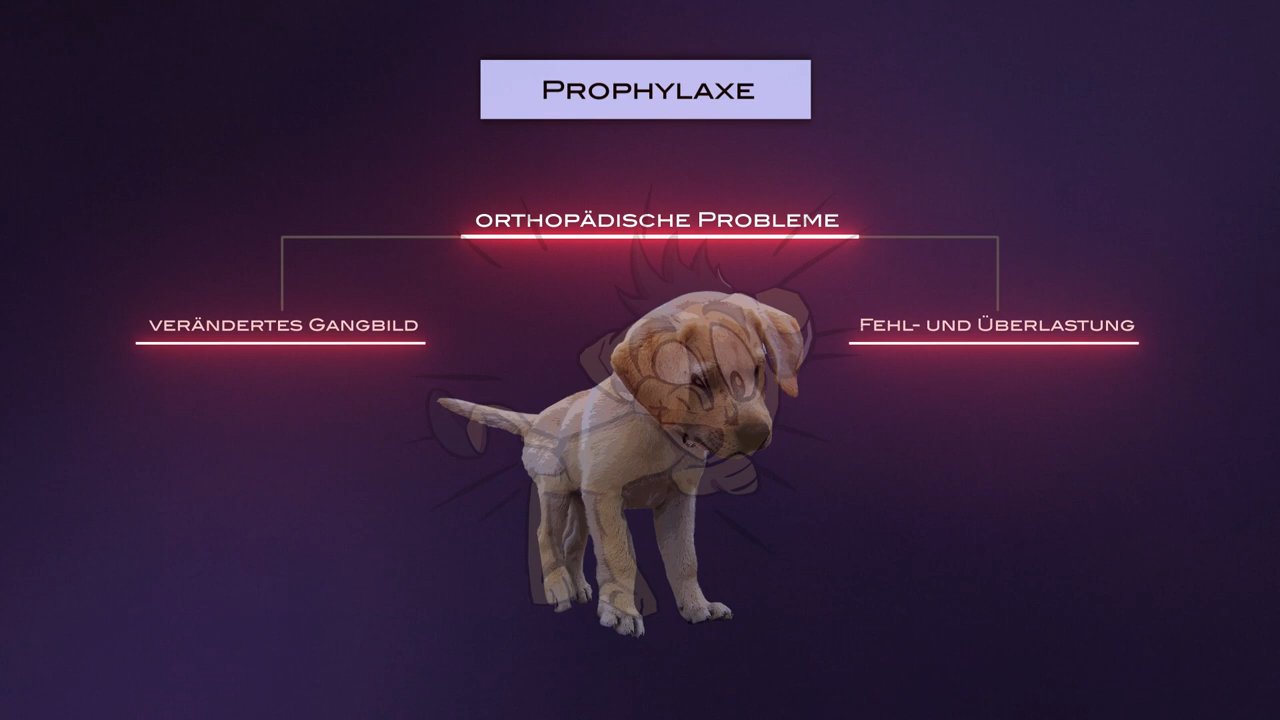 Prophylaxe
orthopädische Probleme
verändertes Gangbild
Fehl- und Überlastung